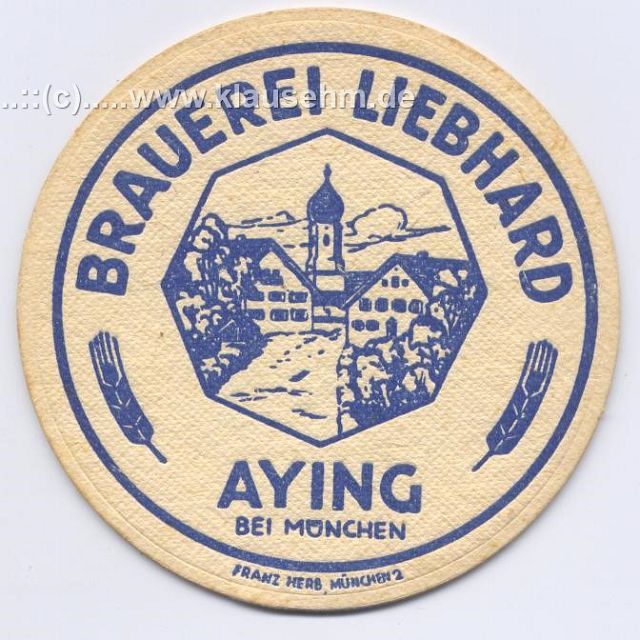 ..::(c).....www.klausehm.de
BRAUEREI LIEBHARD
AYING
BEI MÜNCHEN
FRANZ HERB, MÜNCHEN 2